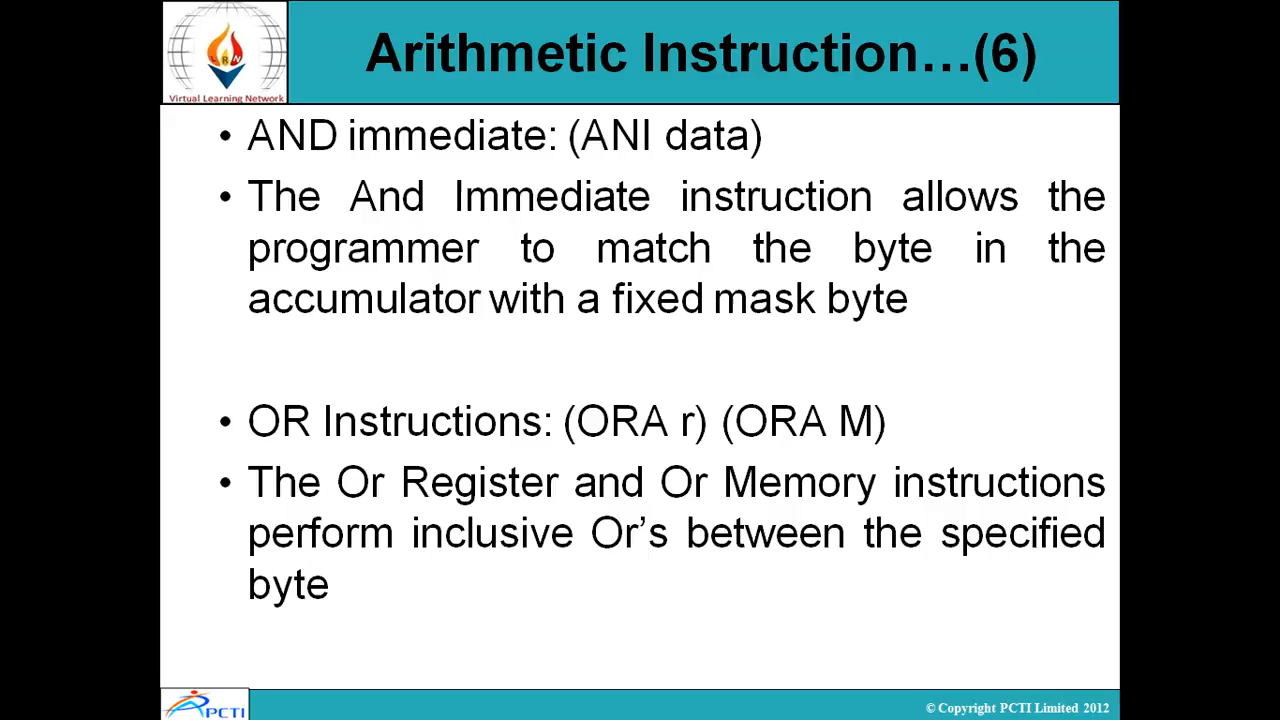 Arithmetic Instruction…(6)
Virtual Learning Network
• AND immediate: (ANI data)
• The And Immediate instruction allows the
programmer to match the byte in the
accumulator with a fixed mask byte
• OR Instructions: (ORA r) (ORA M)
• The Or Register and Or Memory instructions
perform inclusive Or’s between the specified
byte
PCTI
© Copyright PCTI Limited 2012